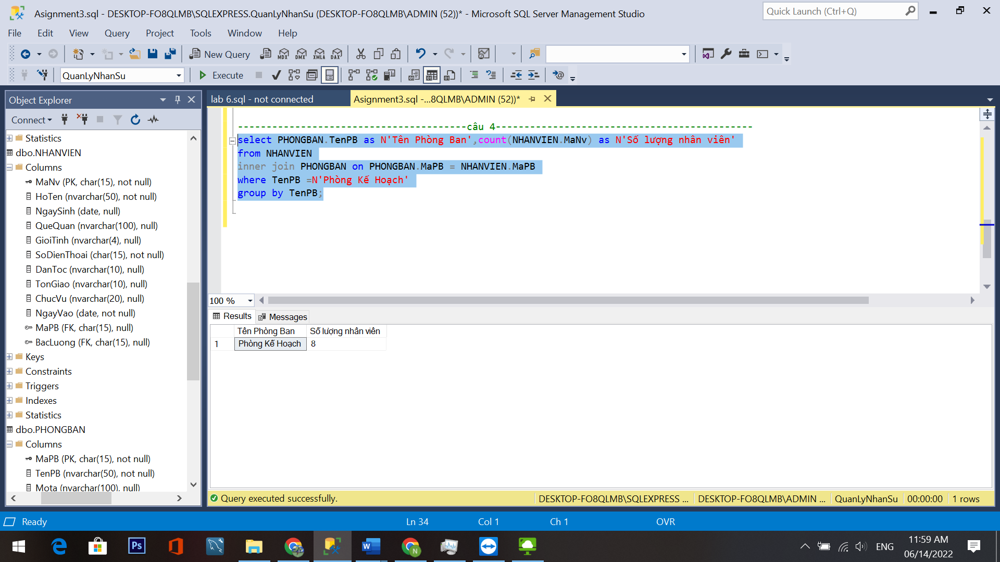 Asignment3.sql - DESKTOP-FO8QLMB\SQLEXPRESS.QuanLyNhanSu (DESKTOP-FO8QLMB\ADMIN (52))* - Microsoft SQL Server Management Studio
Quick Launch (Ctrl+Q)
File Edit View Query Project Tools Window Help
New Query
MDX DMX XMLA DAX
QuanLyNhanSu
Execute
Object Explorer
Connect
Statistics
dbo.NHANVIEN
Columns
MaNv (PK, char(15), not null)
HoTen (nvarchar(50), not null)
NgaySinh (date, null)
QueQuan (nvarchar(100), null)
GioiTinh (nvarchar(4), null)
SoDienThoai (char(15), not null)
DanToc (nvarchar(10), null)
TonGiao (nvarchar(10), null)
ChucVu (nvarchar(20), null)
NgayVao (date, not null)
MaPB (FK, char(15), null)
BacLuong (FK, char(15), null)
Keys
Constraints
Triggers
Indexes
Statistics
dbo.PHONGBAN
Columns
MaPB (PK, char(15), not null)
TenPB (nvarchar(50), not null)
Mota (nvarchar(100), null)
lab 6.sql - not connected
Asignment3.sql -...8QLMB\ADMIN (52))*
----------------------------------------câu 4---------------------------------------------
select PHONGBAN.TenPB as N'Tên Phòng Ban',count(NHANVIEN.MaNv) as N'Số lượng nhân viên'
from NHANVIEN
inner join PHONGBAN on PHONGBAN.MaPB = NHANVIEN.MaPB
where TenPB =N'Phòng Kế Hoạch'
group by TenPB;
100 %
Results Messages
Tên Phòng Ban Số lượng nhân viên
1 Phòng Kế Hoạch 8
Query executed successfully.
DESKTOP-FO8QLMB\SQLEXPRESS ... DESKTOP-FO8QLMB\ADMIN ... QuanLyNhanSu 00:00:00 1 rows
Ready
Ln 34
Col 1
Ch 1
OVR
Ps
W
N
ENG
11:59 AM
06/14/2022